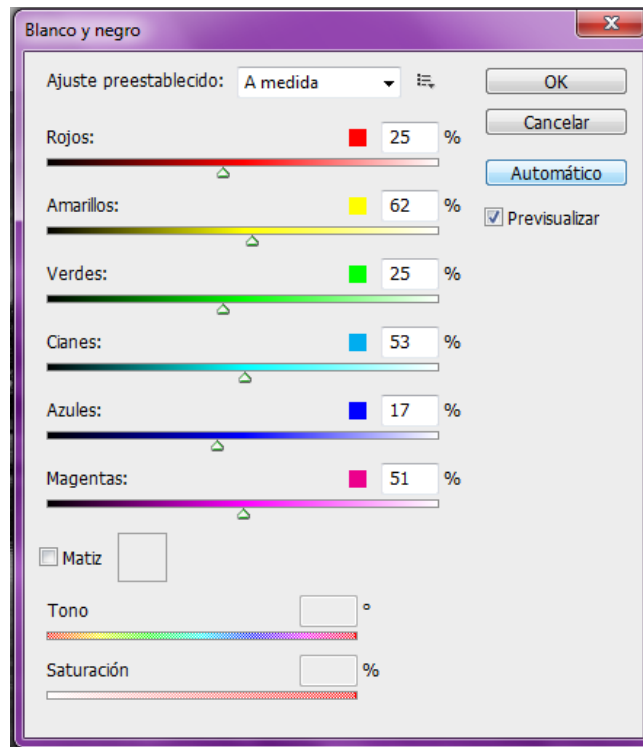 Blanco y negro
Ajuste preestablecido: A medida
OK
Cancelar
Automático
Previsualizar
Rojos: 25 %
Amarillos: 62 %
Verdes: 25 %
Cianes: 53 %
Azules: 17 %
Magentas: 51 %
Matiz
Tono °
Saturación %